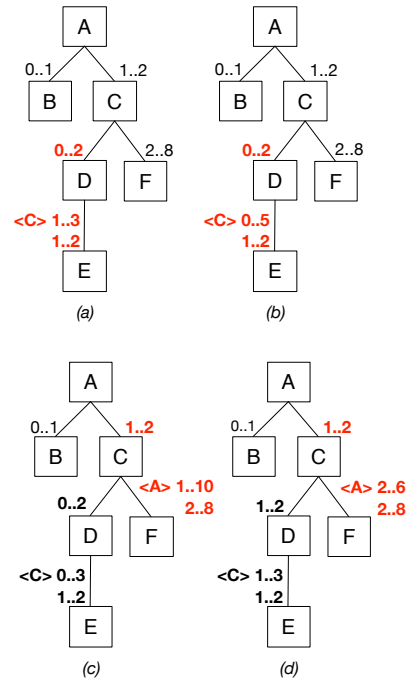 A
0..1
1..2
B
C
0..2
2..8
D
F
<C> 1..3
1..2
E
(a)
A
0..1
1..2
B
C
0..2
2..8
D
F
<C> 0..5
1..2
E
(b)
A
0..1
1..2
B
C
<A> 1..10
0..2
2..8
D
F
<C> 0..3
1..2
E
(c)
A
0..1
1..2
B
C
<A> 2..6
1..2
2..8
D
F
<C> 1..3
1..2
E
(d)